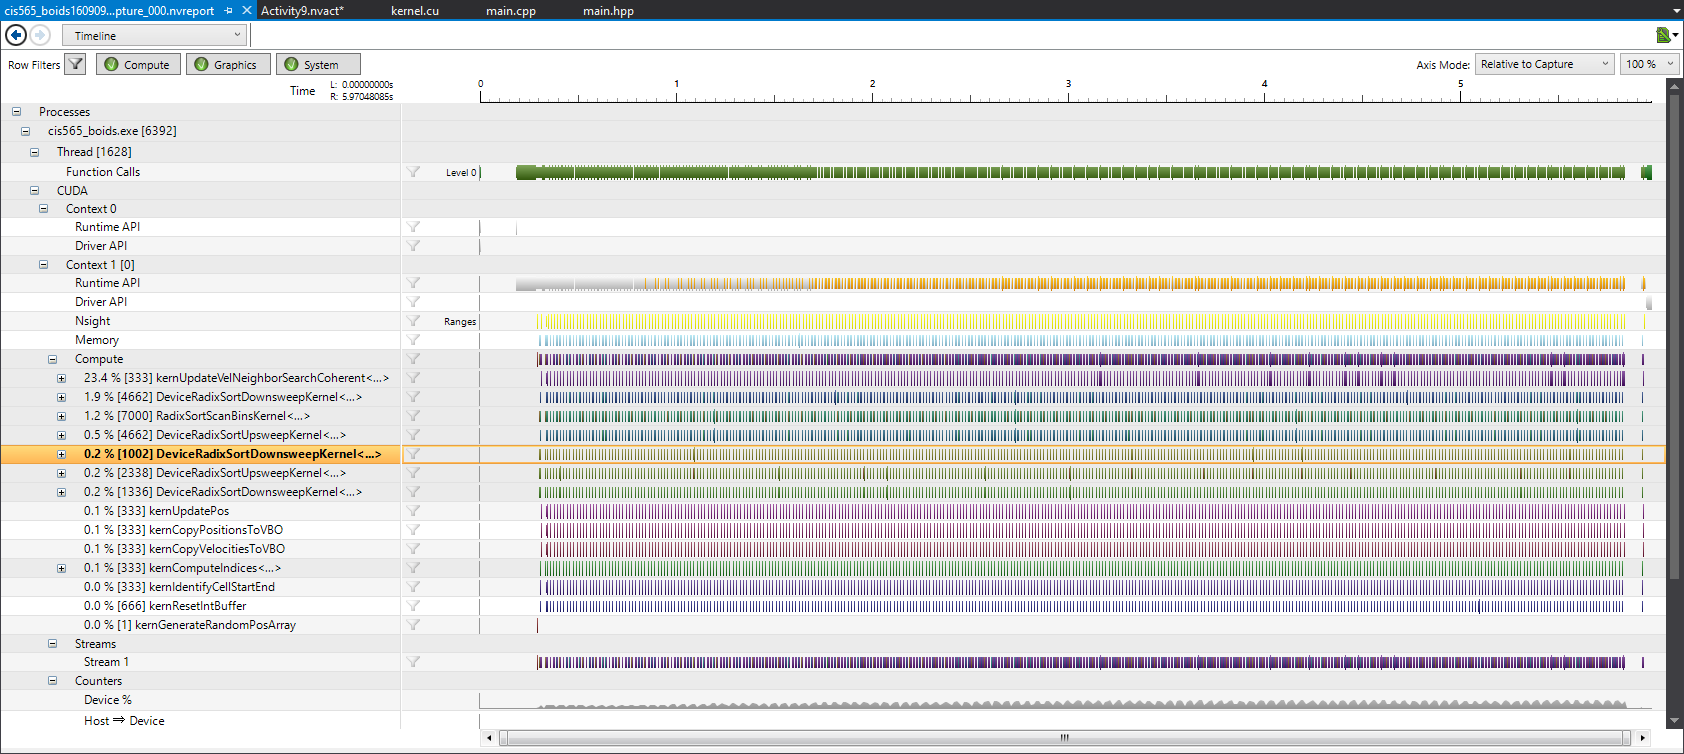 cis565_boids160909...pture_000.nvreport Activity9.nvact* kernel.cu main.cpp main.hpp
Timeline
Row Filters Compute Graphics System Axis Mode: Relative to Capture 100 %
Time L: 0.00000000s 0 1 2 3 4 5
R: 5.97048085s
Processes
cis565_boids.exe [6392]
Thread [1628]
Function Calls Level 0
CUDA
Context 0
Runtime API
Driver API
Context 1 [0]
Runtime API
Driver API
Nsight Ranges
Memory
Compute
23.4 % [333] kernUpdateVelNeighborSearchCoherent<...>
1.9 % [4662] DeviceRadixSortDownsweepKernel<...>
1.2 % [7000] RadixSortScanBinsKernel<...>
0.5 % [4662] DeviceRadixSortUpsweepKernel<...>
0.2 % [1002] DeviceRadixSortDownsweepKernel<...>
0.2 % [2338] DeviceRadixSortUpsweepKernel<...>
0.2 % [1336] DeviceRadixSortDownsweepKernel<...>
0.1 % [333] kernUpdatePos
0.1 % [333] kernCopyPositionsToVBO
0.1 % [333] kernCopyVelocitiesToVBO
0.1 % [333] kernComputeIndices<...>
0.0 % [333] kernIdentifyCellStartEnd
0.0 % [666] kernResetIntBuffer
0.0 % [1] kernGenerateRandomPosArray
Streams
Stream 1
Counters
Device %
Host ⇒ Device